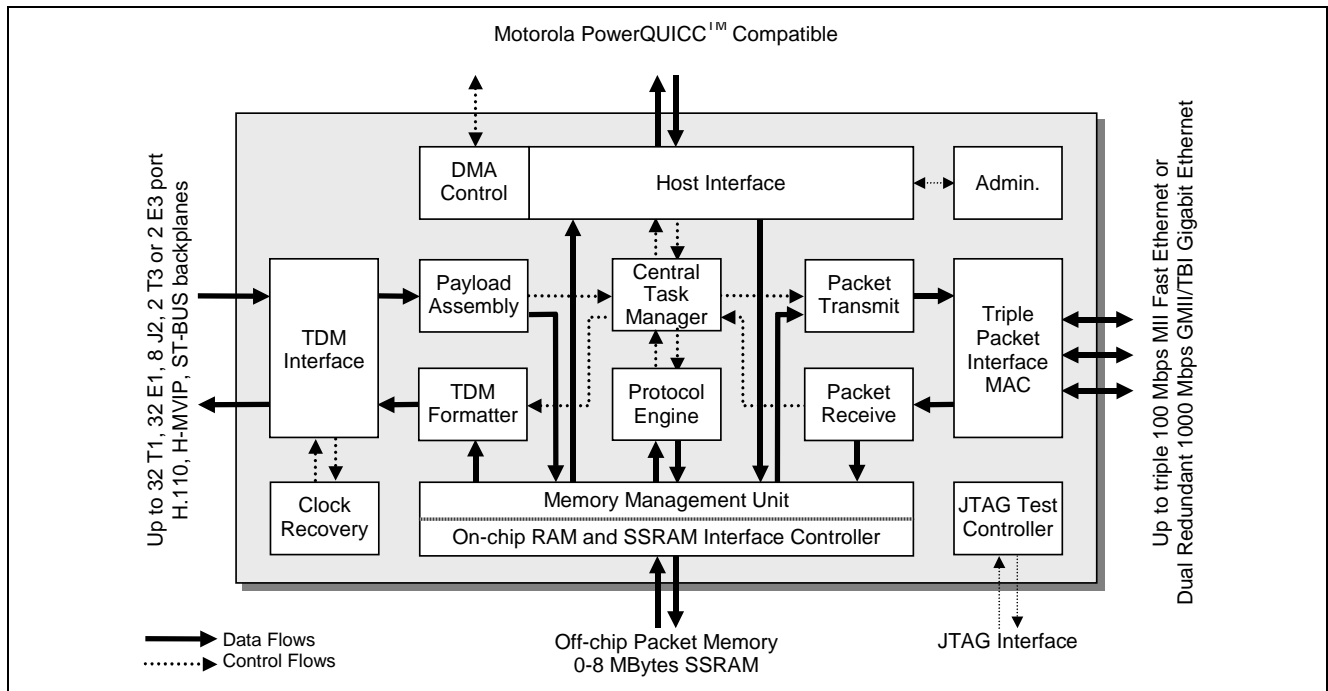 Motorola PowerQUICC™ Compatible
DMA
Control
Host Interface
Admin.
Up to 32 T1, 32 E1, 8 J2, 2 T3 or 2 E3 port
H.110, H-MVIP, ST-BUS backplanes
TDM
Interface
Payload
Assembly
Central
Task
Manager
Packet
Transmit
Triple
Packet
Interface
MAC
TDM
Formatter
Protocol
Engine
Packet
Receive
Up to triple 100 Mbps MII Fast Ethernet or
Dual Redundant 1000 Mbps GMII/TBI Gigabit Ethernet
Clock
Recovery
Memory Management Unit
On-chip RAM and SSRAM Interface Controller
JTAG Test
Controller
Data Flows
Control Flows
Off-chip Packet Memory
0-8 MBytes SSRAM
JTAG Interface